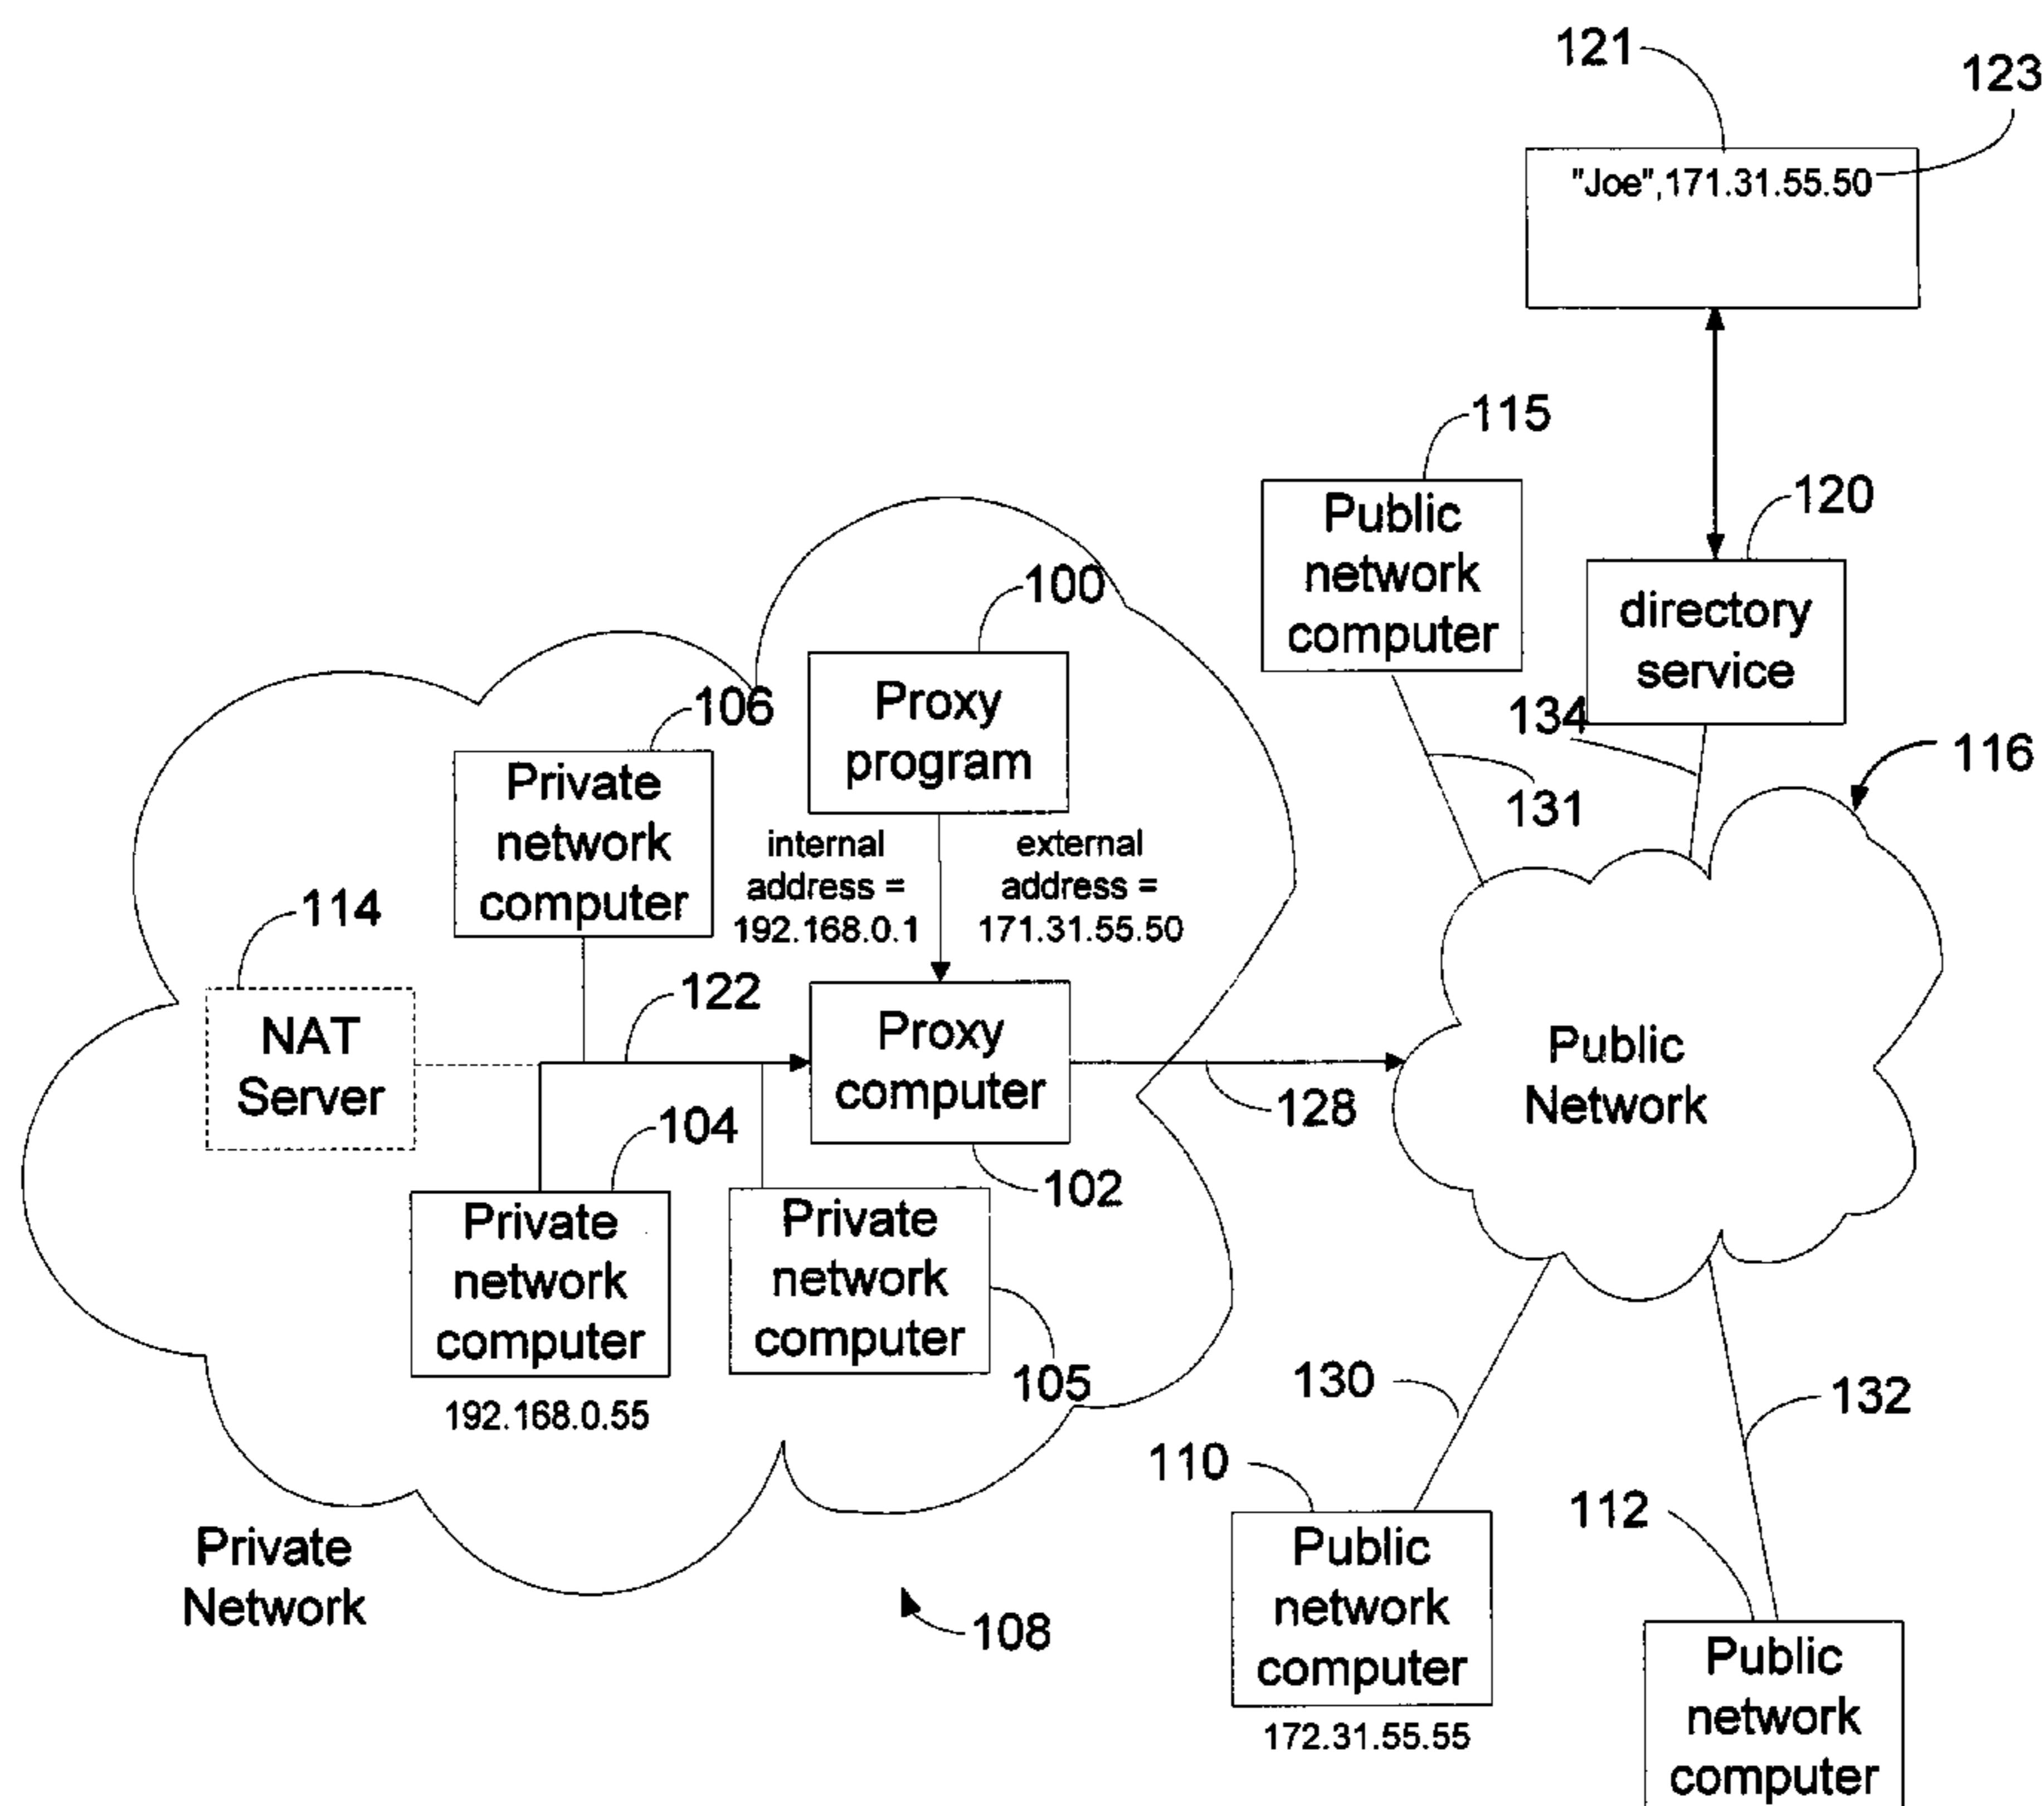 121
123
"Joe",171.31.55.50
115
120
Public
network
computer
directory
service
134
131
116
100
Proxy
program
106
Private
network
computer
internal
address =
192.168.0.1
external
address =
171.31.55.50
114
NAT
Server
122
Proxy
computer
128
Public
Network
104
102
Private
network
computer
192.168.0.55
Private
network
computer
105
130
132
110
112
Public
network
computer
172.31.55.55
Public
network
computer
Private
Network
108